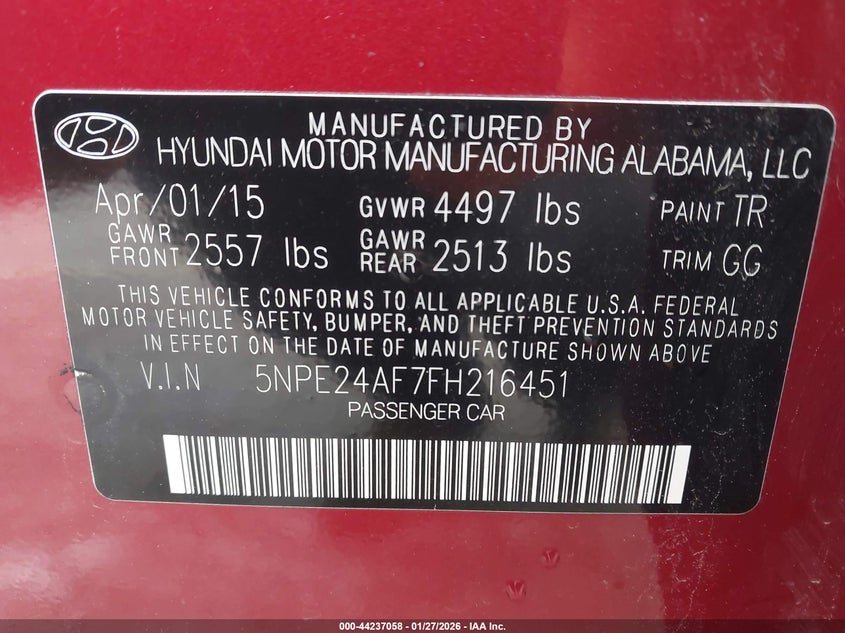 MANUFACTURED BY
HYUNDAI MOTOR MANUFACTURING ALABAMA, LLC
Apr/01/15 GVWR 4497 lbs PAINT TR
GAWR FRONT 2557 lbs GAWR REAR 2513 lbs TRIM GG
THIS VEHICLE CONFORMS TO ALL APPLICABLE U.S.A. FEDERAL
MOTOR VEHICLE SAFETY, BUMPER, AND THEFT PREVENTION STANDARDS
IN EFFECT ON THE DATE OF MANUFACTURE SHOWN ABOVE
V.I.N 5NPE24AF7FH216451
PASSENGER CAR
000-44237058 - 01/27/2026 - IAA Inc.